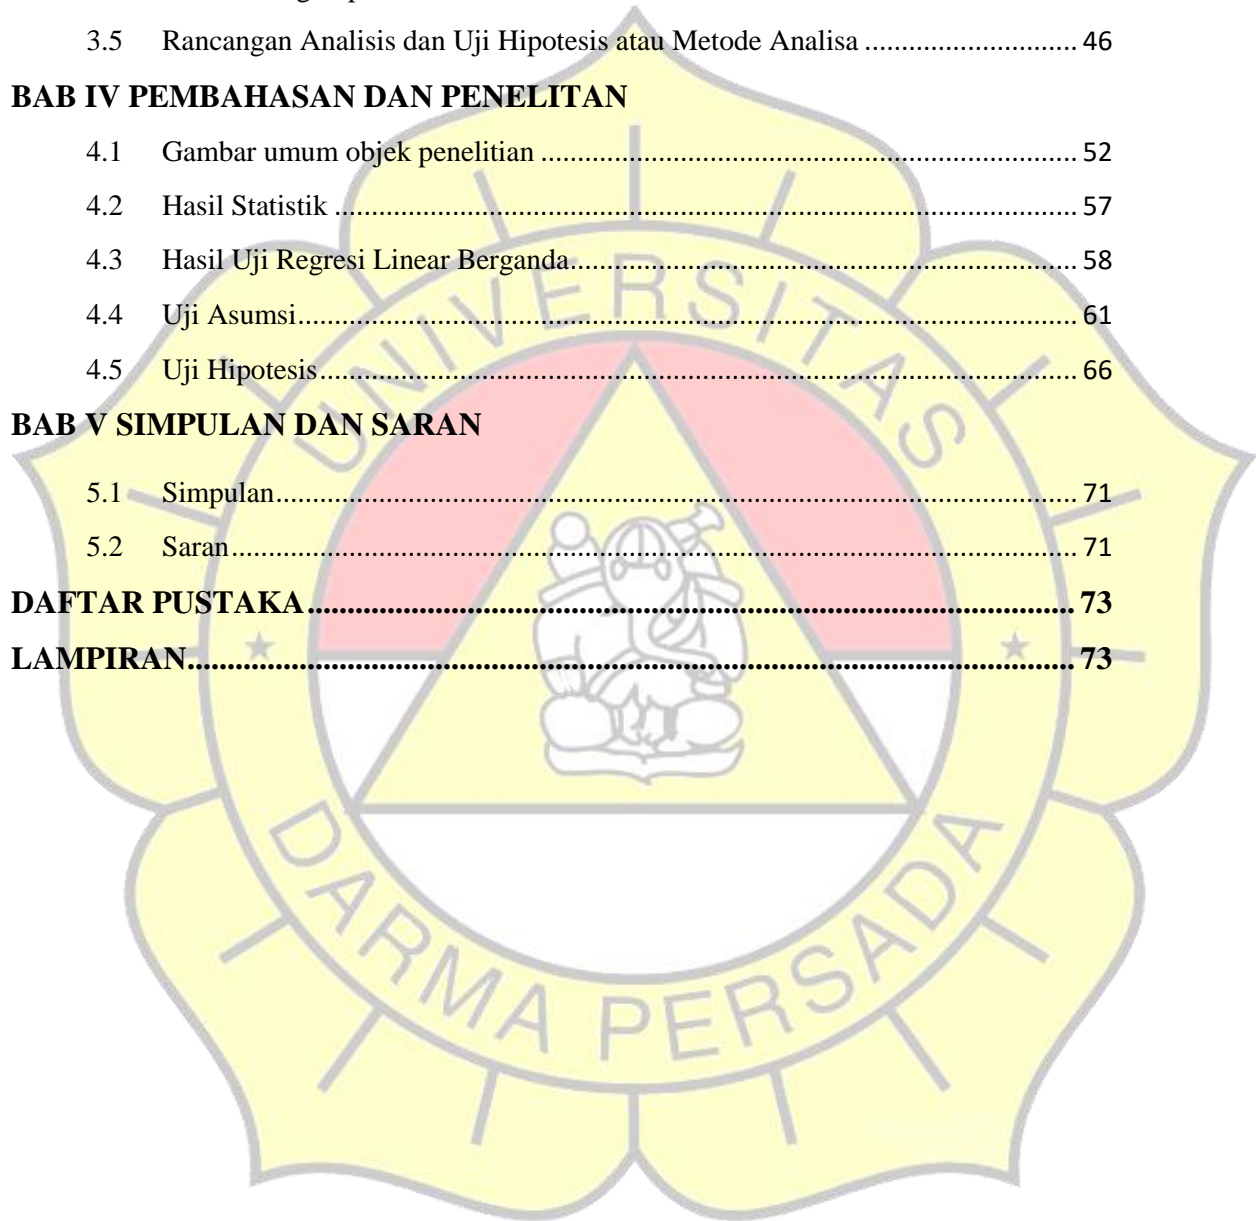 3.5 Rancangan Analisis dan Uji Hipotesis atau Metode Analisa ............................ 46
BAB IV PEMBAHASAN DAN PENELITAN
4.1 Gambar umum objek penelitian ...................................................................... 52
4.2 Hasil Statistik ................................................................................................. 57
4.3 Hasil Uji Regresi Linear Berganda.................................................................. 58
4.4 Uji Asumsi...................................................................................................... 61
4.5 Uji Hipotesis................................................................................................... 66
BAB V SIMPULAN DAN SARAN
5.1 Simpulan......................................................................................................... 71
5.2 Saran............................................................................................................... 71
DAFTAR PUSTAKA .................................................................................................. 73
LAMPIRAN................................................................................................................. 73
UNIVERSITAS
DARMA PERSADA